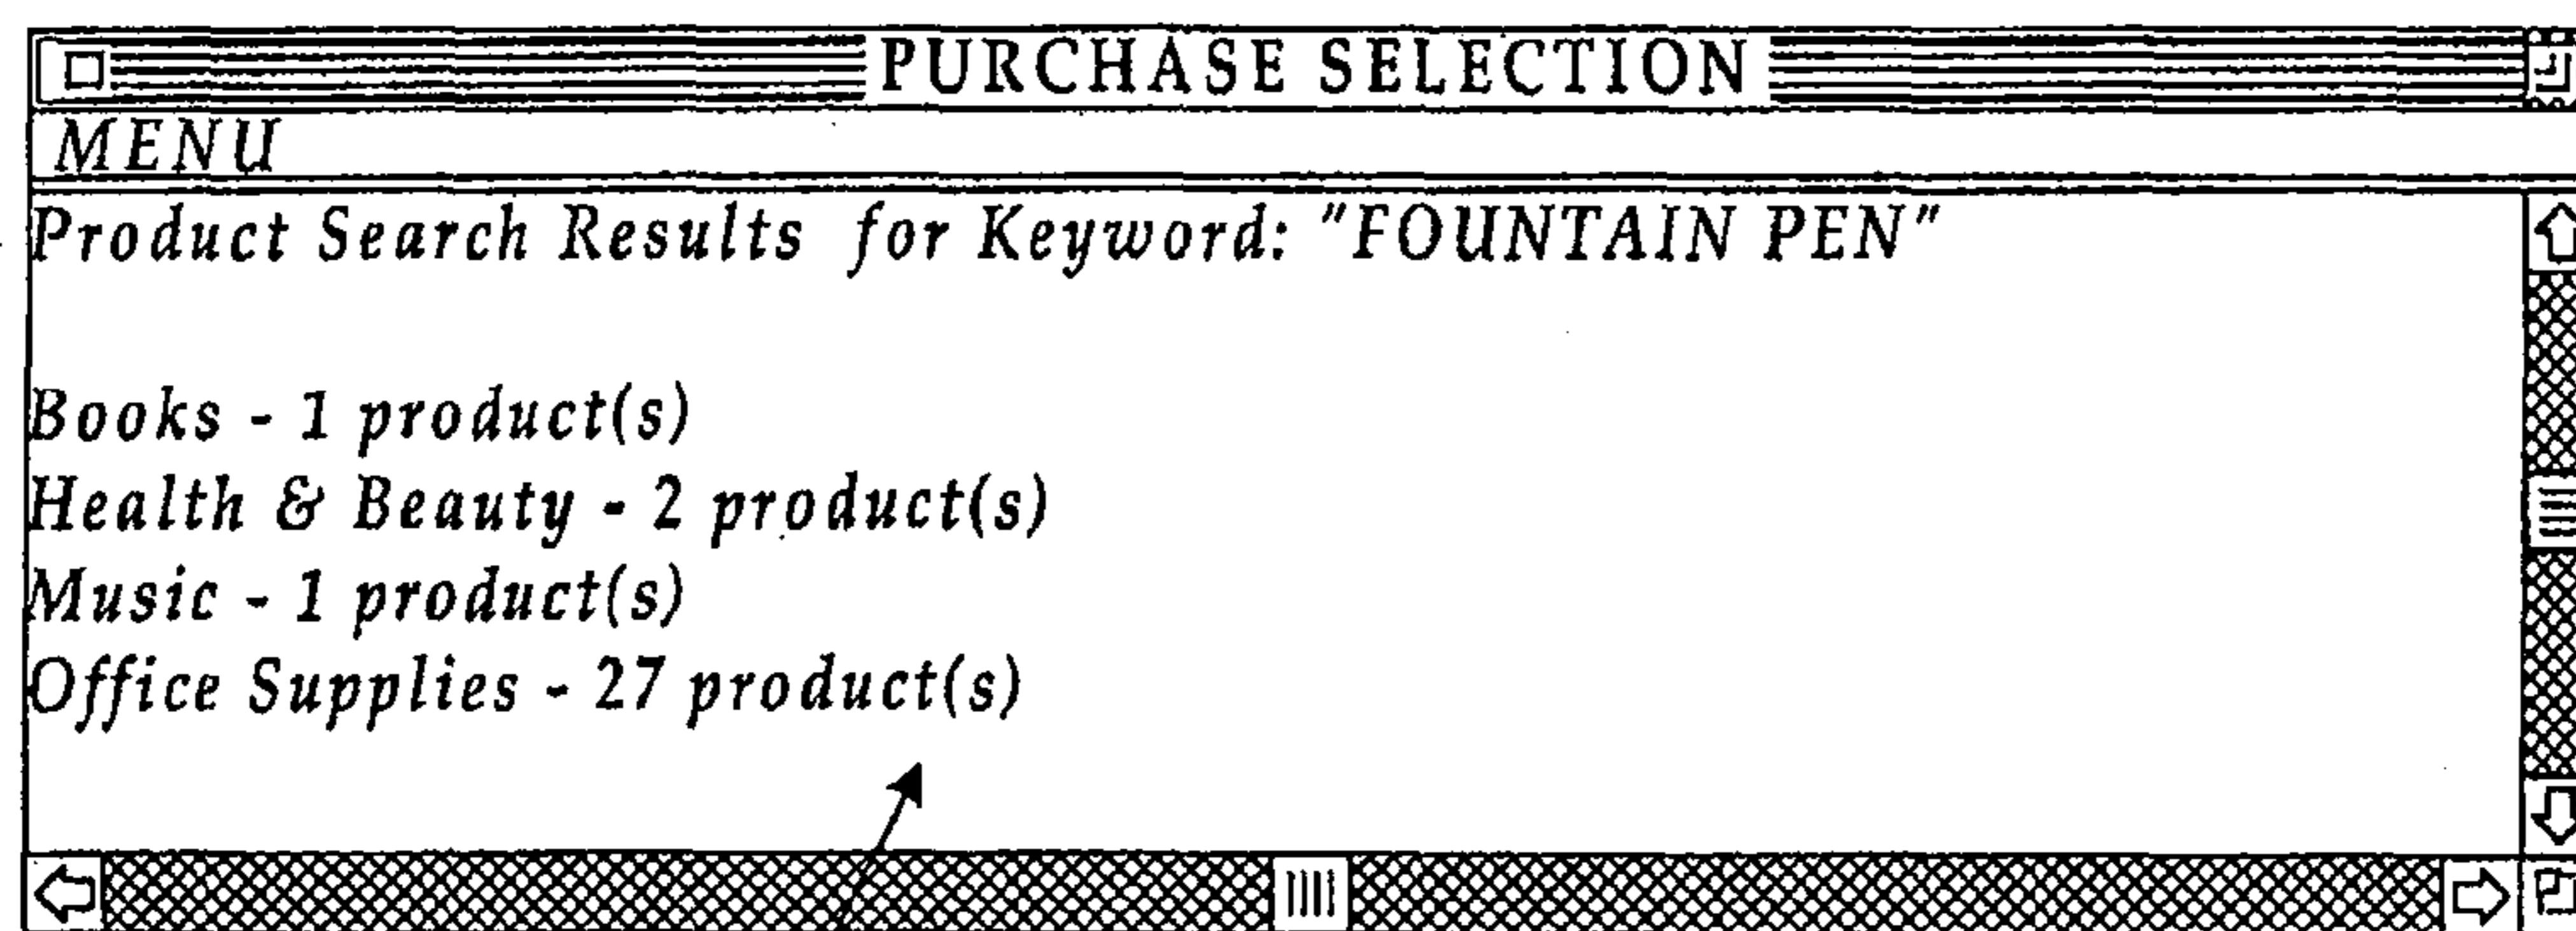 PURCHASE SELECTION
MENU
Product Search Results for Keyword: "FOUNTAIN PEN"
Books - 1 product(s)
Health & Beauty - 2 product(s)
Music - 1 product(s)
Office Supplies - 27 product(s)